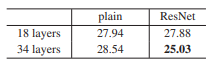 plain ResNet
18 layers 27.94 27.88
34 layers 28.54 25.03